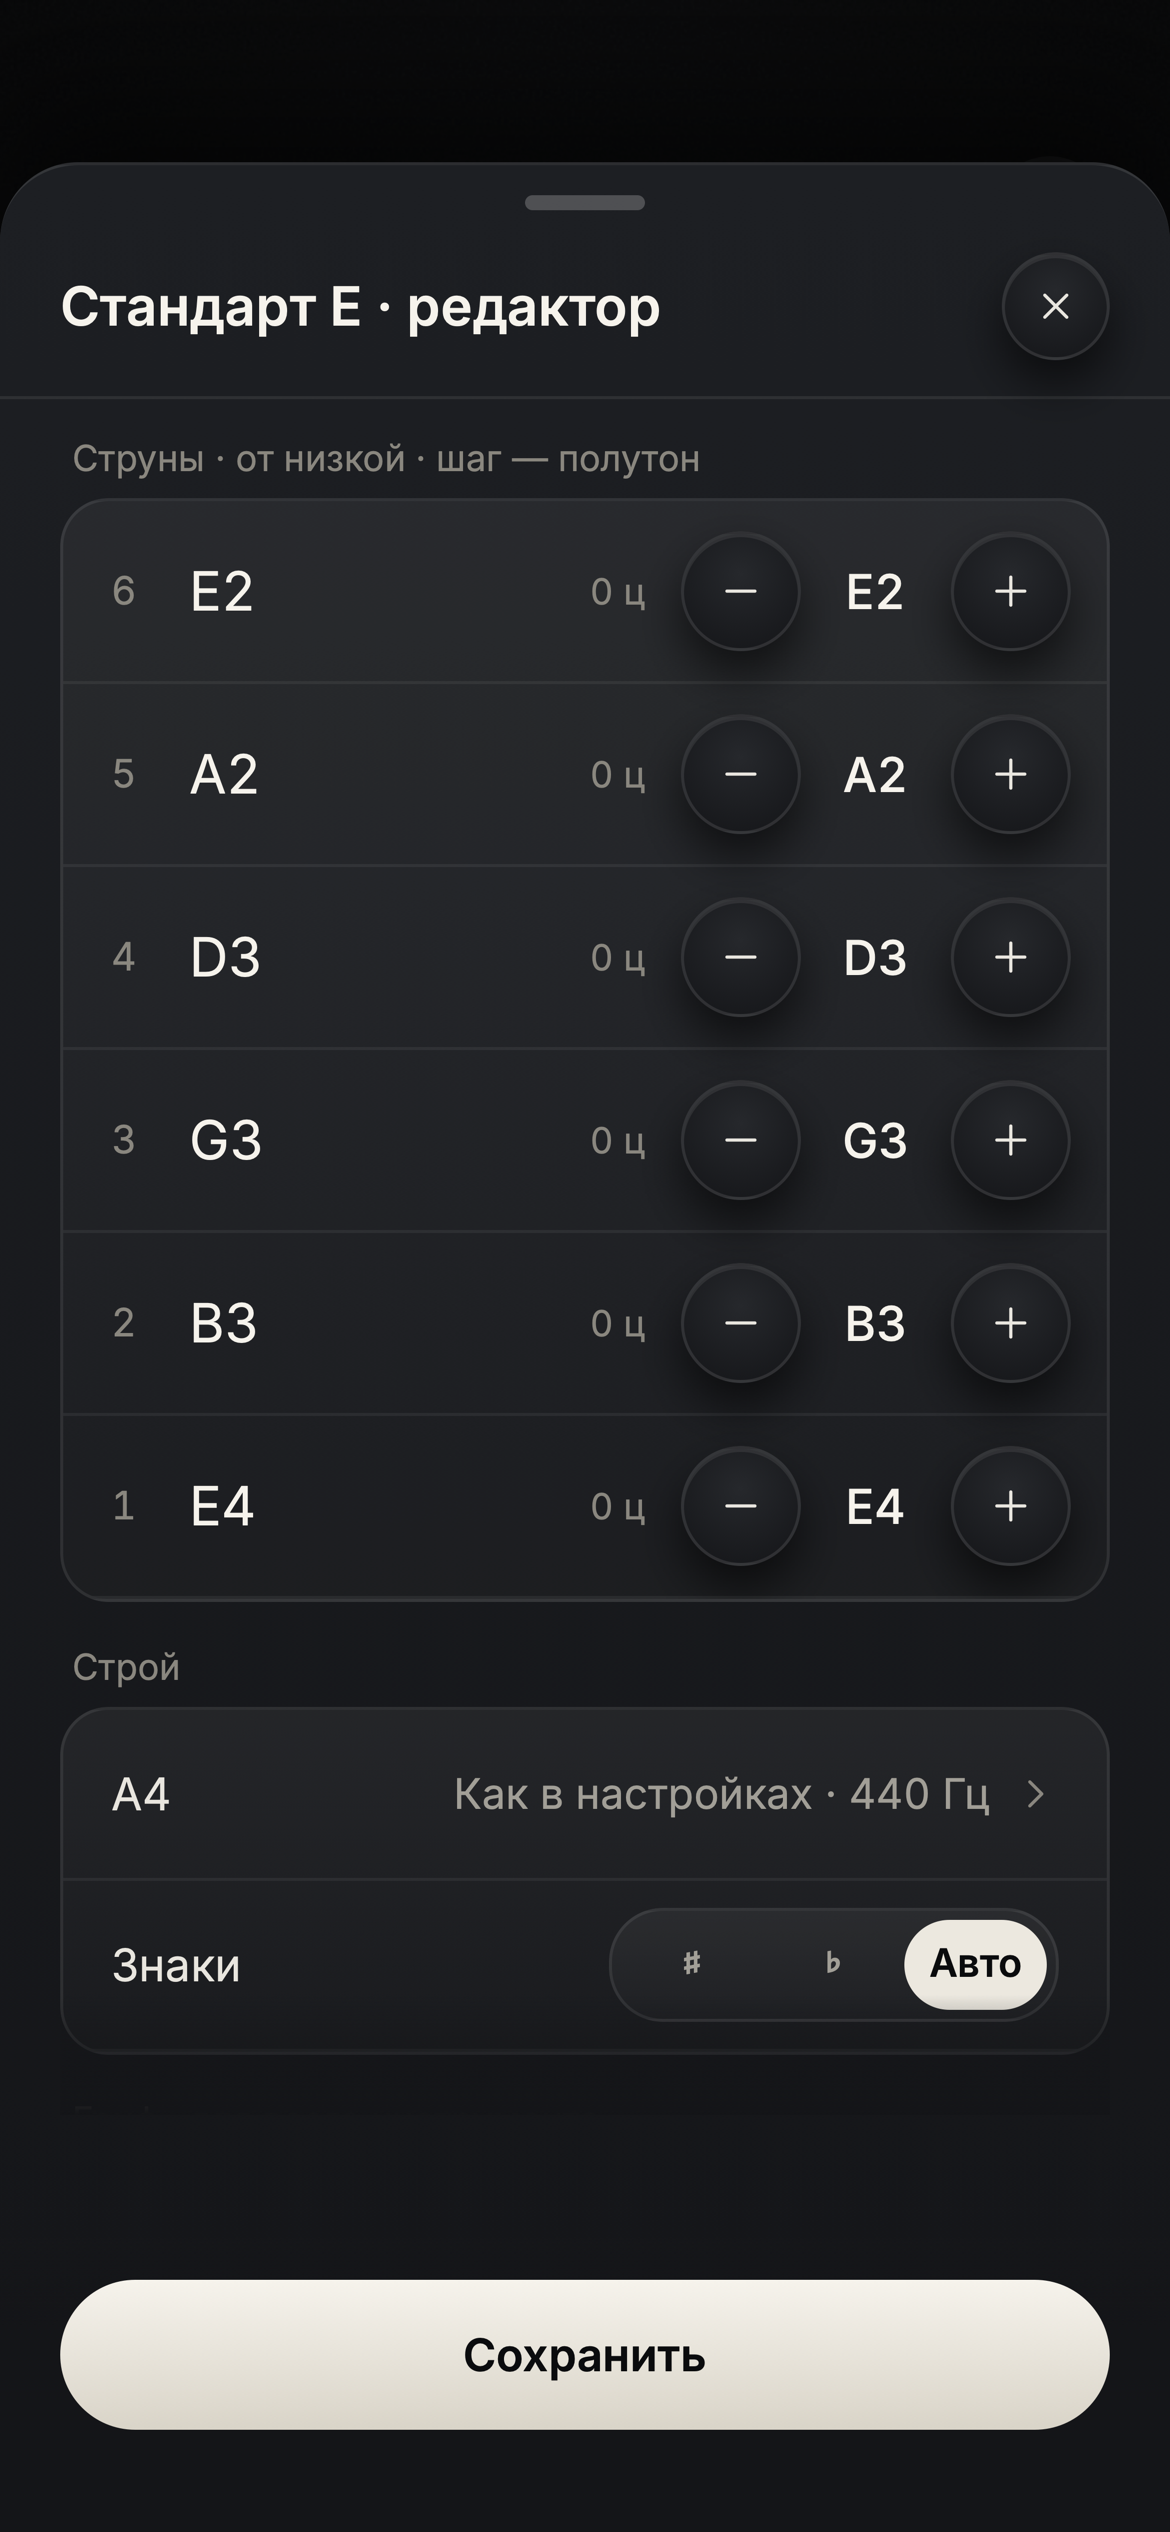 Стандарт E · редактор
Струны · от низкой · шаг — полутон
6 E2 0 ц — E2 +
5 A2 0 ц — A2 +
4 D3 0 ц — D3 +
3 G3 0 ц — G3 +
2 B3 0 ц — B3 +
1 E4 0 ц — E4 +
Строй
A4 Как в настройках · 440 Гц
Знаки ♯ ♭ Авто
Сохранить